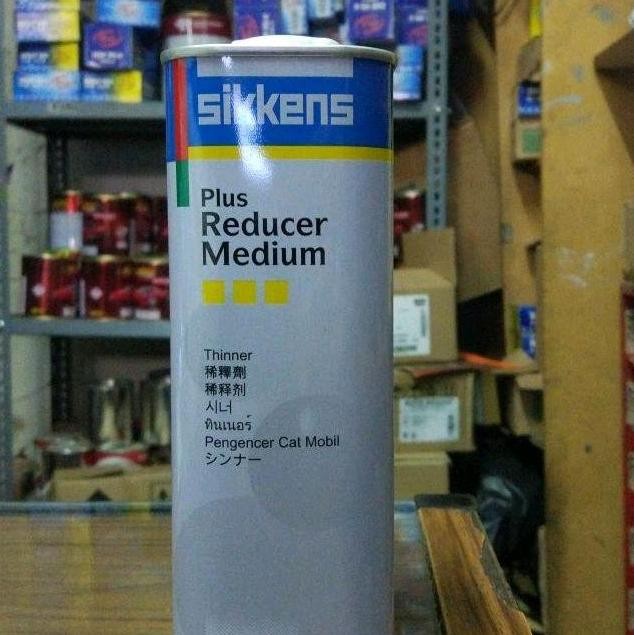 sikkens
Plus
Reducer
Medium
Thinner
稀釋劑
稀释剂
시너
ทินเนอร์
Pengencer Cat Mobil
シンナー